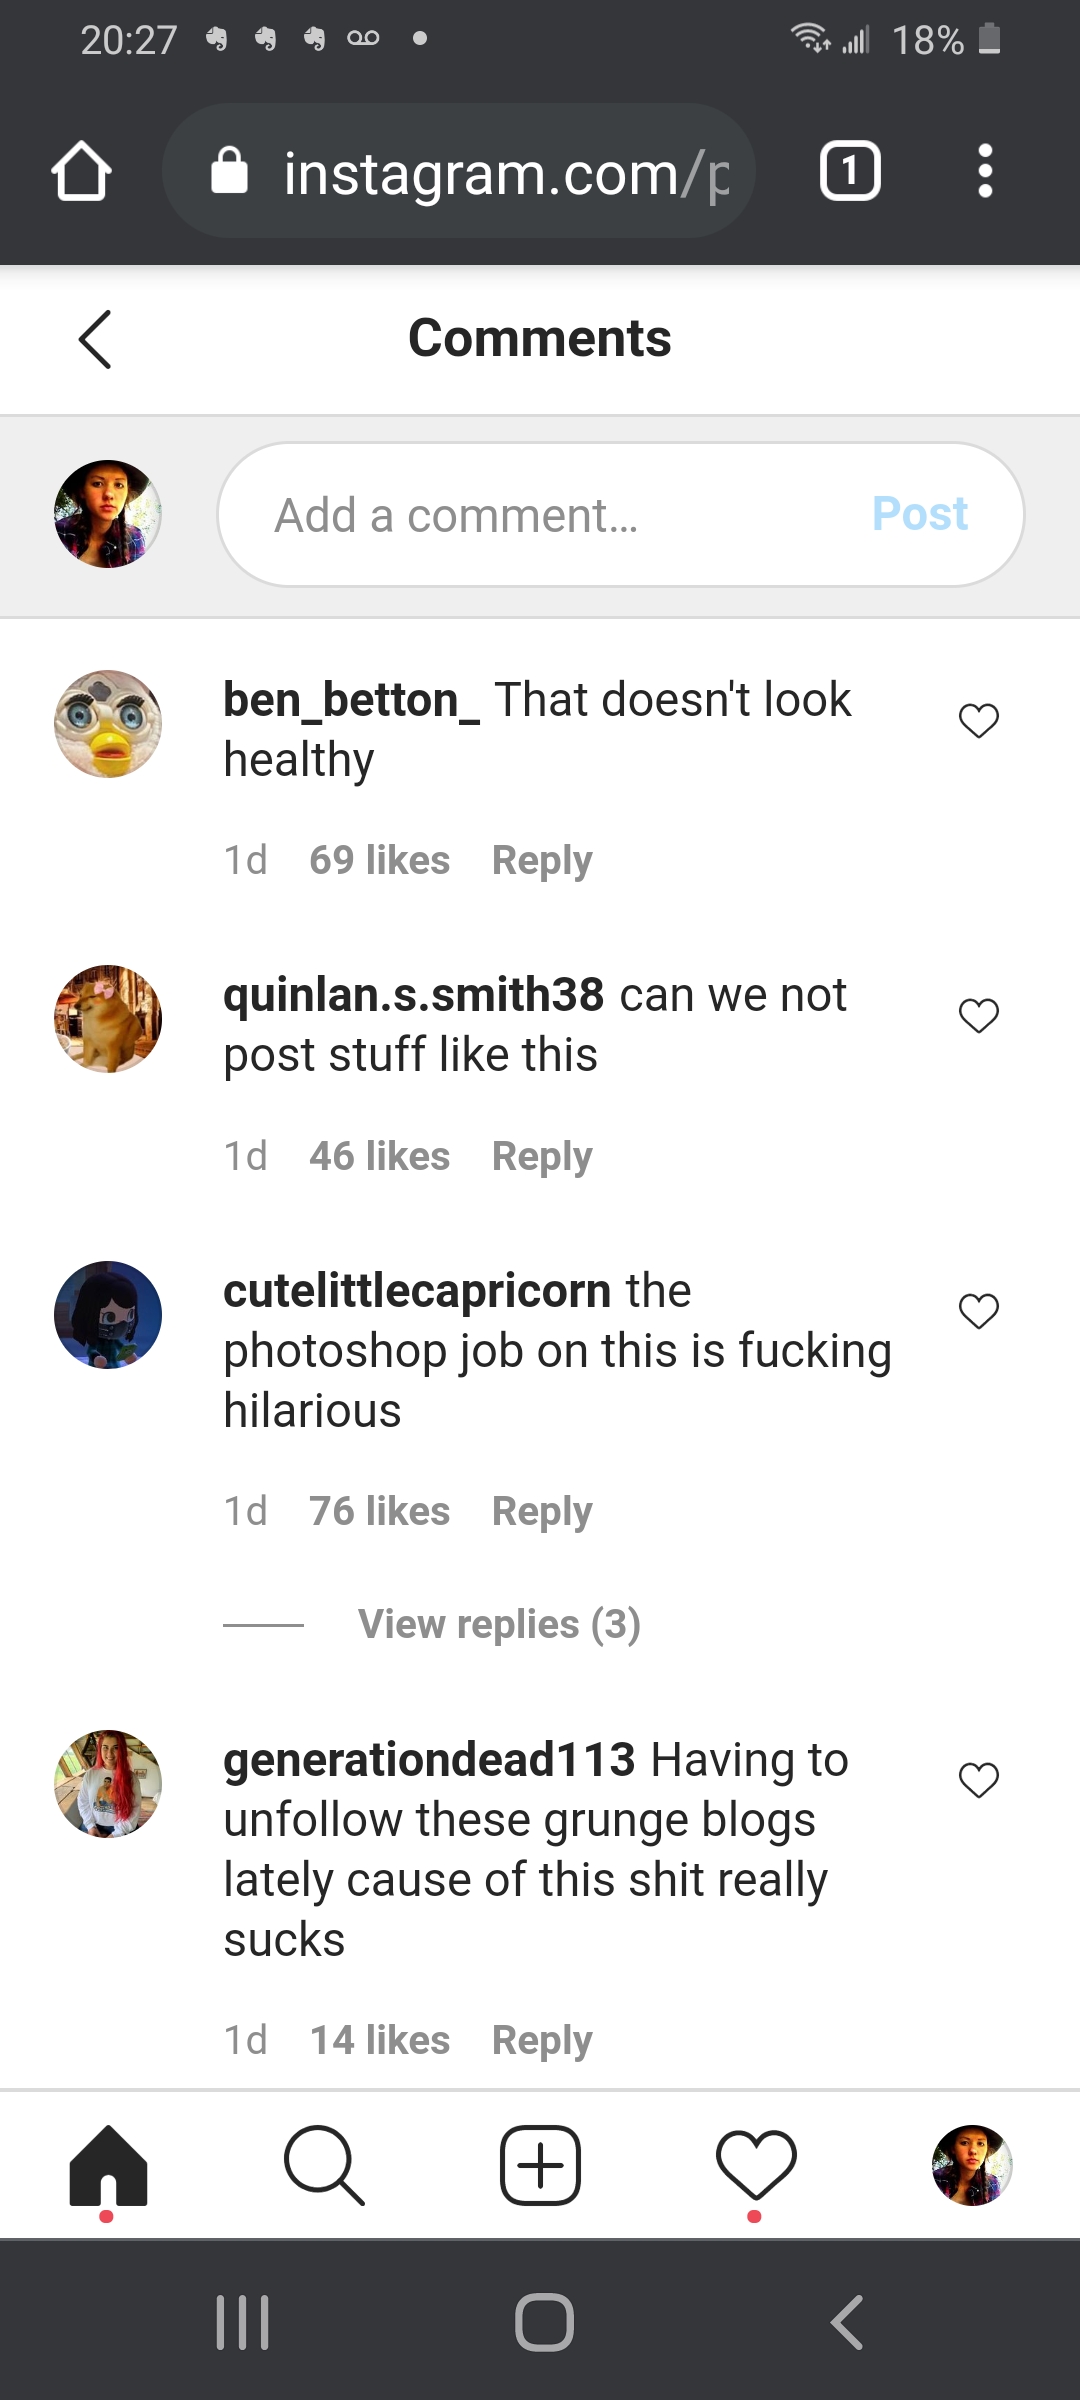 20:27 18%
instagram.com/p 1
Comments
Add a comment... Post
ben_betton_ That doesn't look
healthy
1d 69 likes Reply
quinlan.s.smith38 can we not
post stuff like this
1d 46 likes Reply
cutelittlecapricorn the
photoshop job on this is fucking
hilarious
1d 76 likes Reply
View replies (3)
generationdead113 Having to
unfollow these grunge blogs
lately cause of this shit really
sucks
1d 14 likes Reply